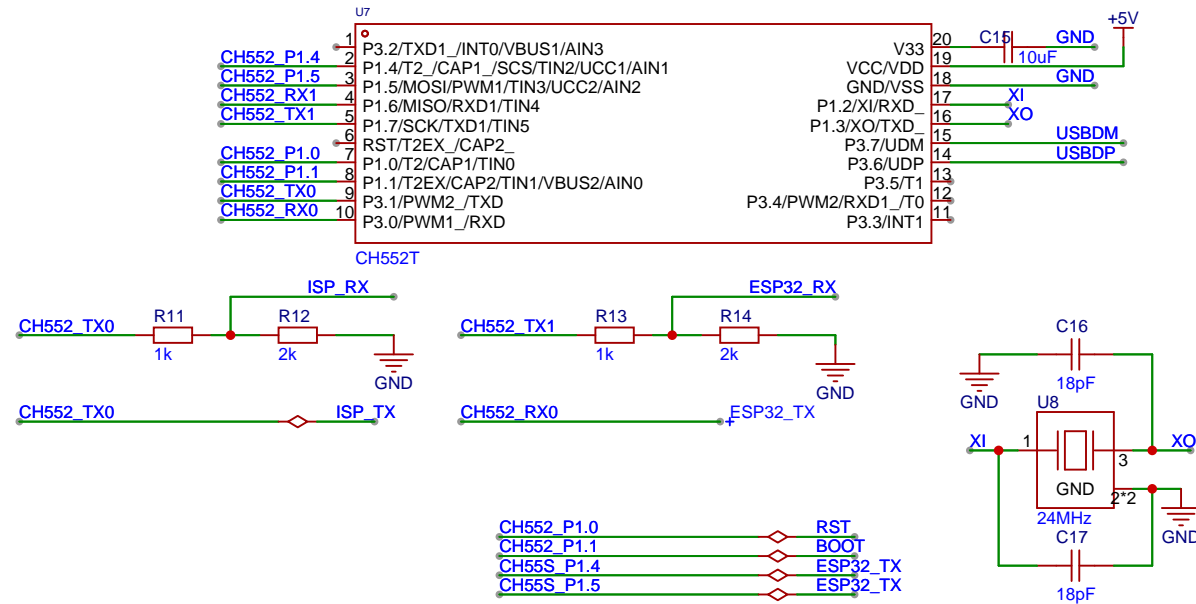 U7
1 P3.2/TXD1_/INT0/VBUS1/AIN3
CH552_P1.4 2 P1.4/T2_/CAP1_/SCS/TIN2/UCC1/AIN1
CH552_P1.5 3 P1.5/MOSI/PWM1/TIN3/UCC2/AIN2
CH552_RX1 4 P1.6/MISO/RXD1/TIN4
CH552_TX1 5 P1.7/SCK/TXD1/TIN5
6 RST/T2EX_/CAP2_
CH552_P1.0 7 P1.0/T2/CAP1/TIN0
CH552_P1.1 8 P1.1/T2EX/CAP2/TIN1/VBUS2/AIN0
CH552_TX0 9 P3.1/PWM2_/TXD
CH552_RX0 10 P3.0/PWM1_/RXD
+5V
V33 20 C15 10uF GND
VCC/VDD 19
GND/VSS 18 GND
P1.2/XI/RXD_ 17 XI
P1.3/XO/TXD_ 16 XO
P3.7/UDM 15 USBDM
P3.6/UDP 14 USBDP
P3.5/T1 13
P3.4/PWM2/RXD1_/T0 12
P3.3/INT1 11
CH552T
ISP_RX
CH552_TX0 R11 R12
1k 2k
GND
ESP32_RX
CH552_TX1 R13 R14
1k 2k
GND
CH552_TX0 ISP_TX
CH552_RX0 ESP32_TX
C16
18pF
GND
U8
XI 1 3 XO
GND 2*2
24MHz
GND
C17
18pF
CH552_P1.0 RST
CH552_P1.1 BOOT
CH55S_P1.4 ESP32_TX
CH55S_P1.5 ESP32_TX